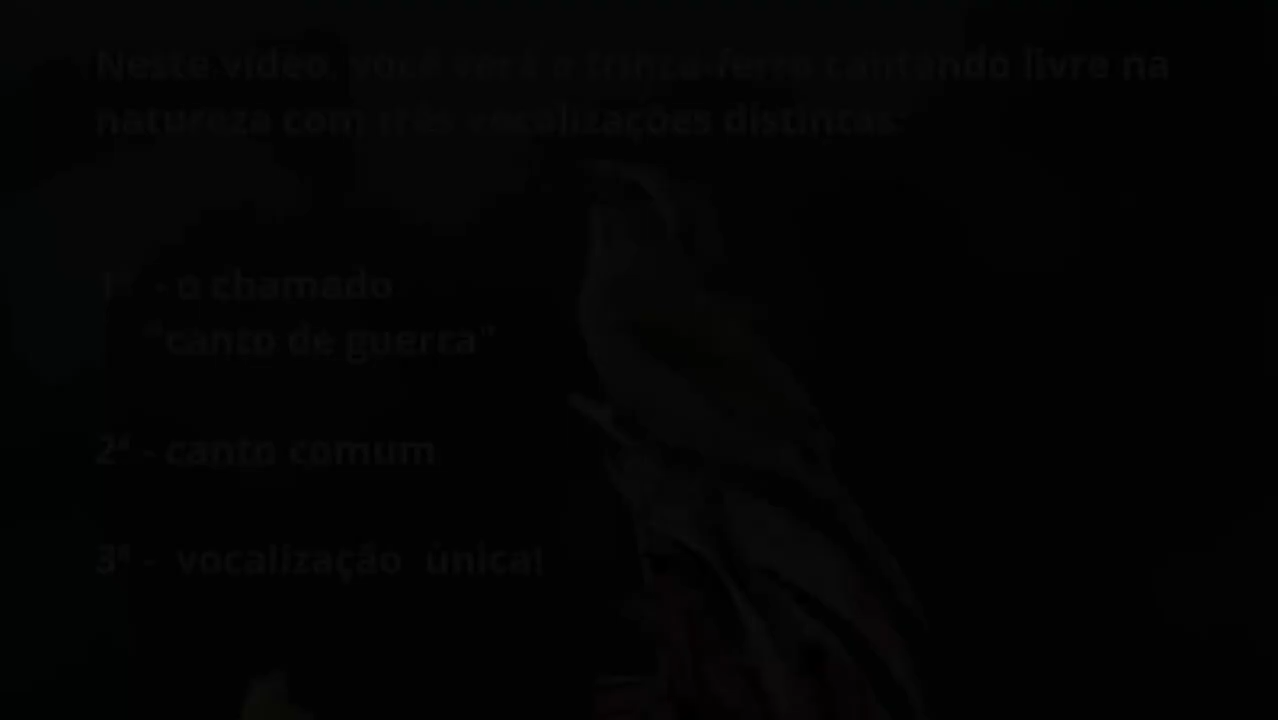 Neste vídeo, você verá o trinca-ferro cantando livre na
natureza com três vocalizações distintas:
1ª - o chamado
"canto de guerra"
2ª - canto comum
3ª - vocalização única!